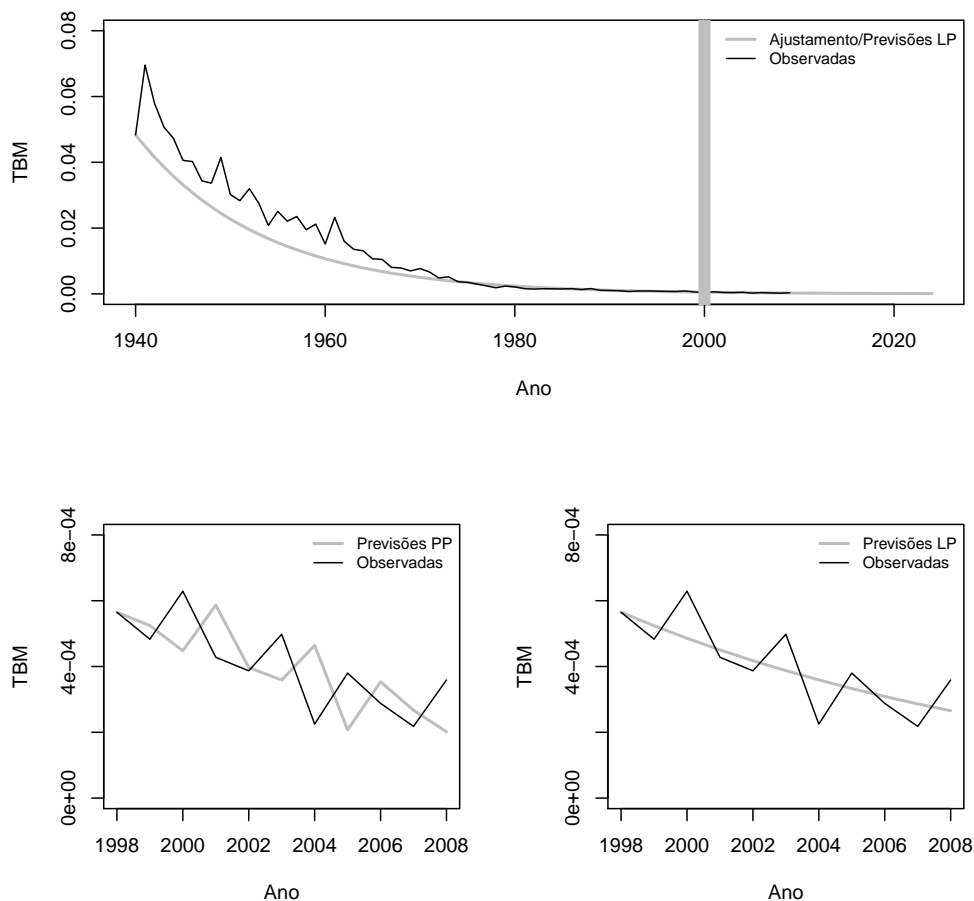 0.08
0.06
0.04
0.02
0.00
TBM
Ajustamento/Previsões LP
Observadas
1940 1960 1980 2000 2020
Ano
8e−04
4e−04
0e+00
TBM
Previsões PP
Observadas
1998 2000 2002 2004 2006 2008
Ano
8e−04
4e−04
0e+00
TBM
Previsões LP
Observadas
1998 2000 2002 2004 2006 2008
Ano